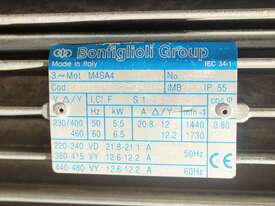 Bonfiglioli Group
Made in Italy IEC 34-1
3~Mot M4SA4 No
Cod IMB IP 55
V Δ/Y I.Cl F S1 min-1 cos φ
Hz kW A Δ/Y
230/400 50 5.5 20.8 12 1440 0.80
460 60 6.5 12.2 1730
220-240 VD 21.8-21.1 A
380-415 VY 12.6-12.2 A 50Hz
440-480 VY 12.6-12.2 A 60Hz